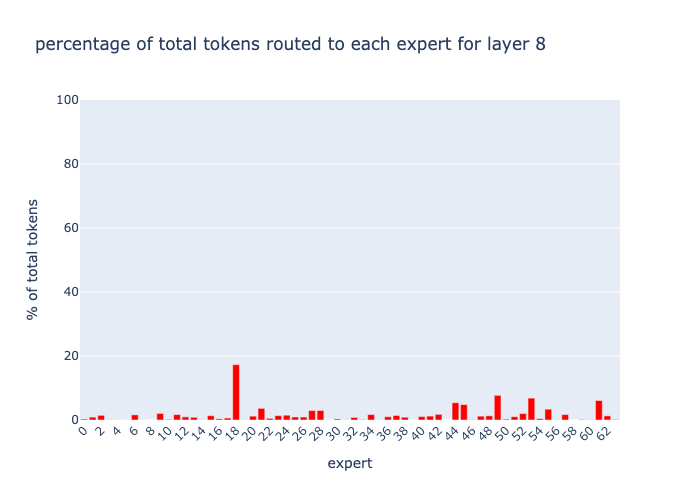 percentage of total tokens routed to each expert for layer 8
100
80
60
40
20
0
% of total tokens
0 2 4 6 8 10 12 14 16 18 20 22 24 26 28 30 32 34 36 38 40 42 44 46 48 50 52 54 56 58 60 62
expert